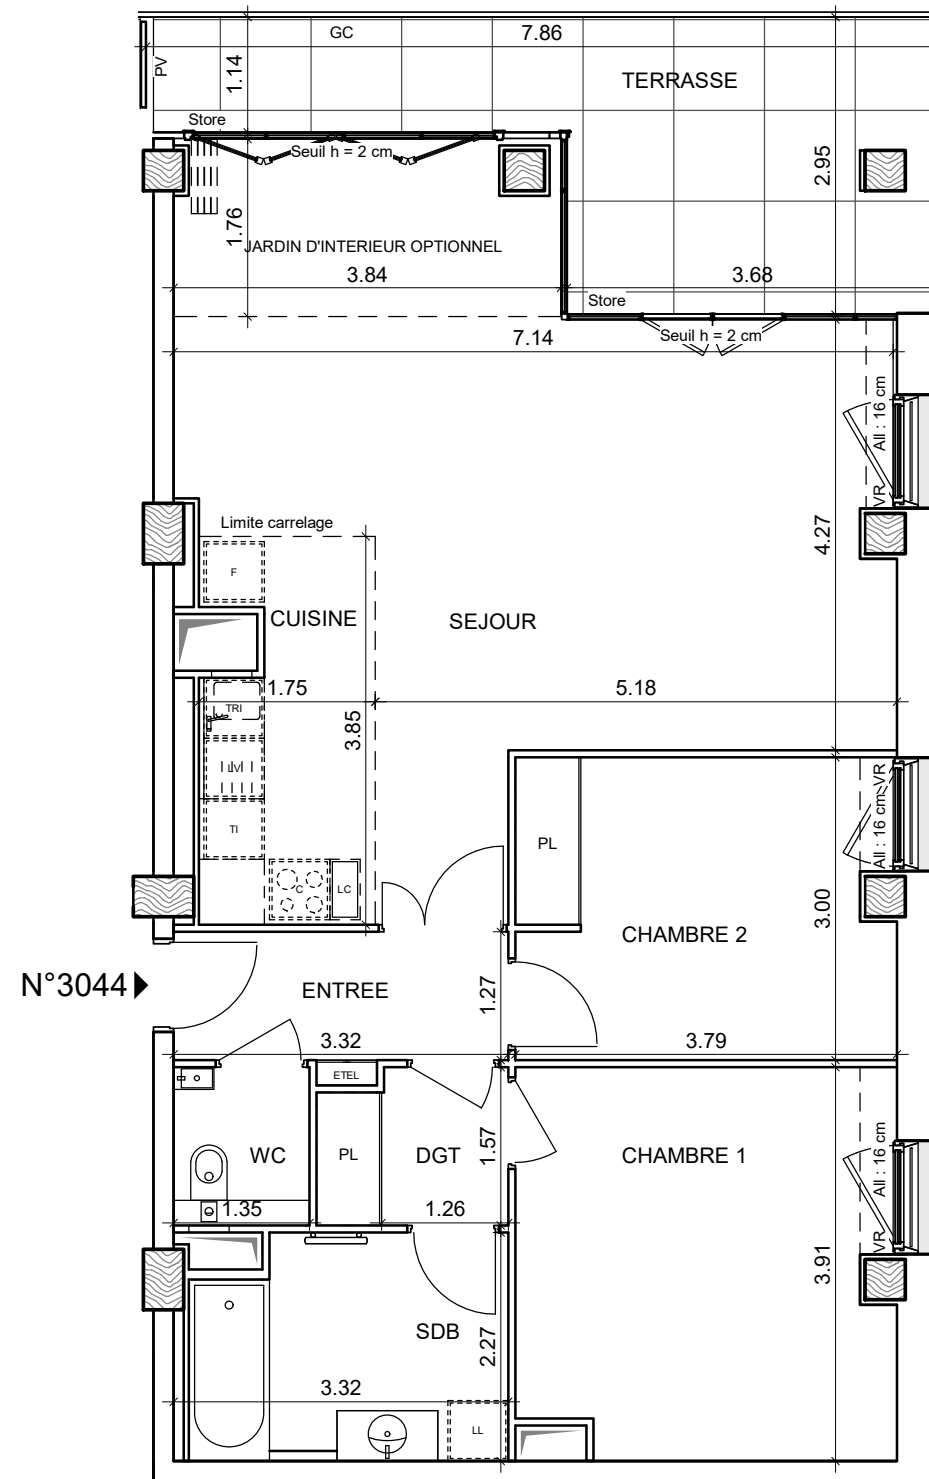 GC
7.86
PV
1.14
TERRASSE
Store
Seuil h = 2 cm
2.95
1.76
JARDIN D'INTERIEUR OPTIONNEL
3.84
3.68
Store
Seuil h = 2 cm
7.14
All : 16 cm
VR
Limite carrelage
4.27
F
CUISINE
SEJOUR
1.75
5.18
TRI
3.85
LV
VR
All : 16 cm
TI
PL
C
LC
3.00
CHAMBRE 2
N°3044
ENTREE
1.27
3.32
3.79
ETEL
WC
PL
DGT
1.57
CHAMBRE 1
All : 16 cm
1.35
1.26
VR
3.91
SDB
2.27
3.32
LL